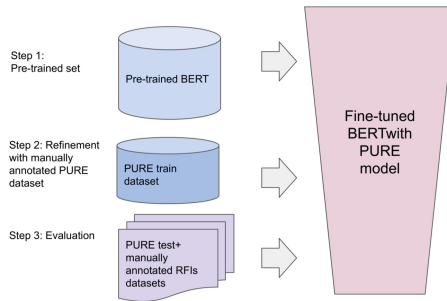 Step 1:
Pre-trained set
Pre-trained BERT
Step 2: Refinement
with manually
annotated PURE
dataset
PURE train
dataset
Step 3: Evaluation
PURE test+
manually
annotated RFIs
datasets
Fine-tuned
BERTwith
PURE
model